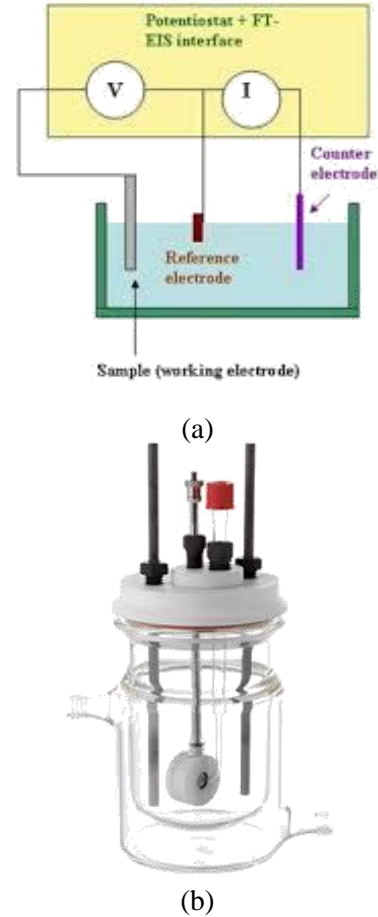 Potentiostat + FT-
EIS interface
V
I
Counter
electrode
Reference
electrode
Sample (working electrode)
(a)
(b)